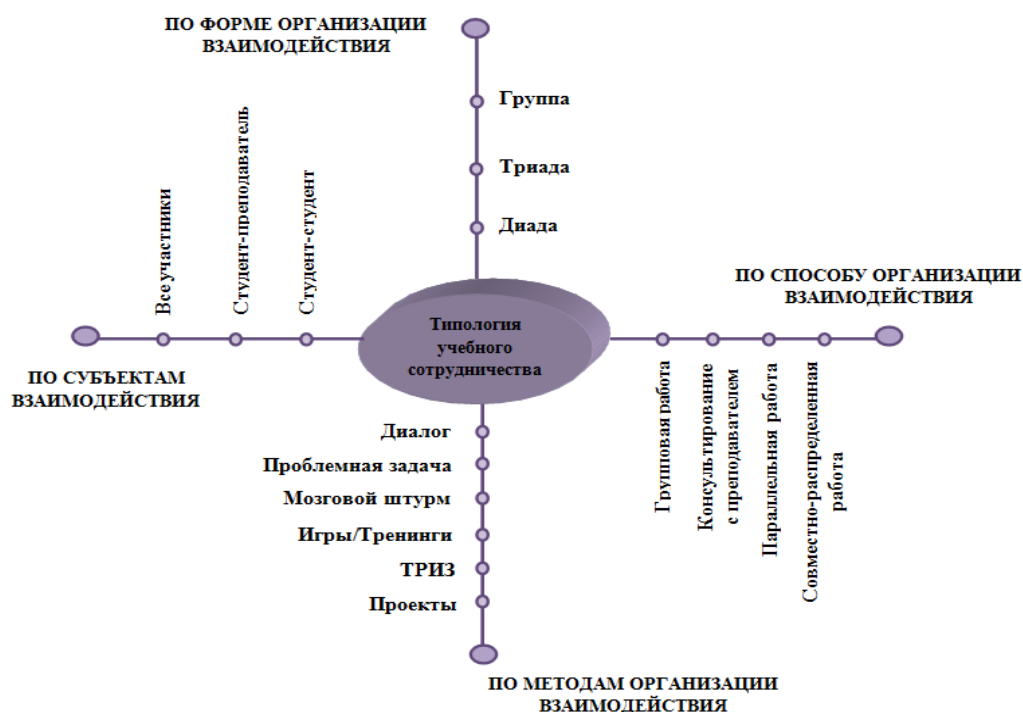 ПО ФОРМЕ ОРГАНИЗАЦИИ
ВЗАИМОДЕЙСТВИЯ
Группа
Триада
Диада
Все участники
Студент-преподаватель
Студент-студент
ПО СПОСОБУ ОРГАНИЗАЦИИ
ВЗАИМОДЕЙСТВИЯ
Типология
учебного
сотрудничества
ПО СУБЪЕКТАМ
ВЗАИМОДЕЙСТВИЯ
Групповая работа
Консультирование
с преподавателем
Параллельная работа
Совместно-распределенная
работа
Диалог
Проблемная задача
Мозговой штурм
Игры/Тренинги
ТРИЗ
Проекты
ПО МЕТОДАМ ОРГАНИЗАЦИИ
ВЗАИМОДЕЙСТВИЯ